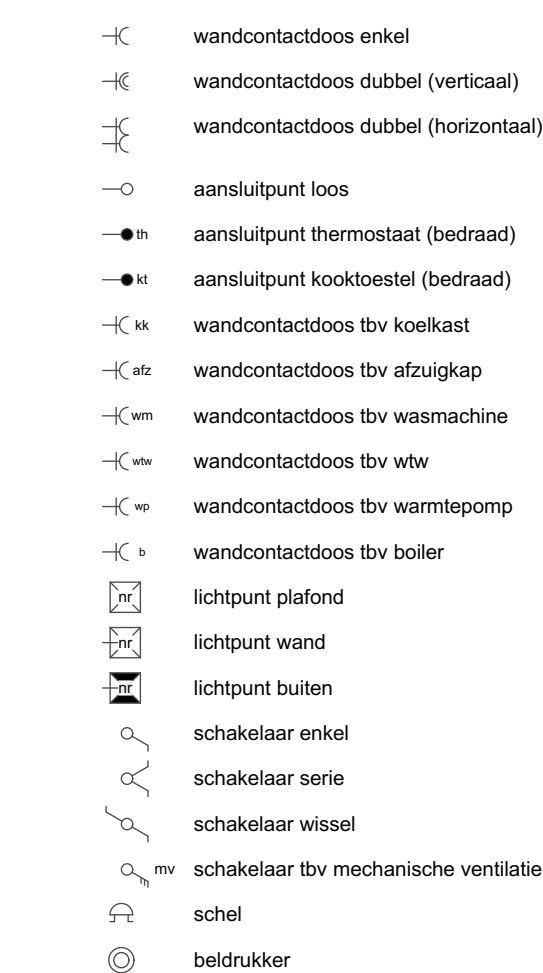 wandcontactdoos enkel
wandcontactdoos dubbel (verticaal)
wandcontactdoos dubbel (horizontaal)
aansluitpunt loos
th aansluitpunt thermostaat (bedraad)
kt aansluitpunt kooktoestel (bedraad)
kk wandcontactdoos tbv koelkast
afz wandcontactdoos tbv afzuigkap
wm wandcontactdoos tbv wasmachine
wtw wandcontactdoos tbv wtw
wp wandcontactdoos tbv warmtepomp
b wandcontactdoos tbv boiler
nr lichtpunt plafond
nr lichtpunt wand
nr lichtpunt buiten
schakelaar enkel
schakelaar serie
schakelaar wissel
mv schakelaar tbv mechanische ventilatie
schel
beldrukker